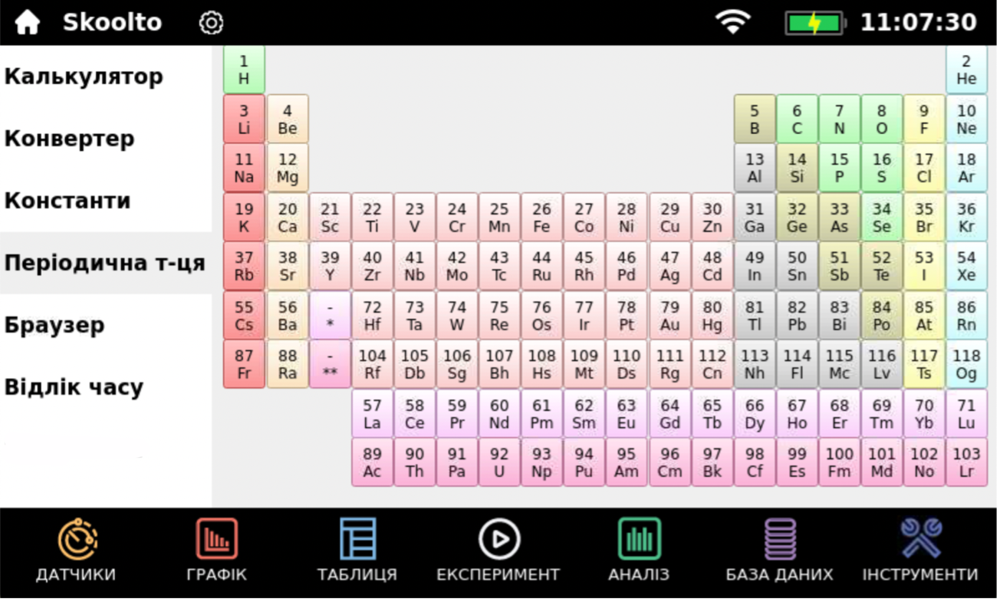 Skoolto 11:07:30
Калькулятор
Конвертер
Константи
Періодична т-ця
Браузер
Відлік часу
1 2
H He
3 4 5 6 7 8 9 10
Li Be B C N O F Ne
11 12 13 14 15 16 17 18
Na Mg Al Si P S Cl Ar
19 20 21 22 23 24 25 26 27 28 29 30 31 32 33 34 35 36
K Ca Sc Ti V Cr Mn Fe Co Ni Cu Zn Ga Ge As Se Br Kr
37 38 39 40 41 42 43 44 45 46 47 48 49 50 51 52 53 54
Rb Sr Y Zr Nb Mo Tc Ru Rh Pd Ag Cd In Sn Sb Te I Xe
55 56 - 72 73 74 75 76 77 78 79 80 81 82 83 84 85 86
Cs Ba * Hf Ta W Re Os Ir Pt Au Hg Tl Pb Bi Po At Rn
87 88 - 104 105 106 107 108 109 110 111 112 113 114 115 116 117 118
Fr Ra ** Rf Db Sg Bh Hs Mt Ds Rg Cn Nh Fl Mc Lv Ts Og
57 58 59 60 61 62 63 64 65 66 67 68 69 70 71
La Ce Pr Nd Pm Sm Eu Gd Tb Dy Ho Er Tm Yb Lu
89 90 91 92 93 94 95 96 97 98 99 100 101 102 103
Ac Th Pa U Np Pu Am Cm Bk Cf Es Fm Md No Lr
ДАТЧИКИ ГРАФІК ТАБЛИЦЯ ЕКСПЕРИМЕНТ АНАЛІЗ БАЗА ДАНИХ ІНСТРУМЕНТИ